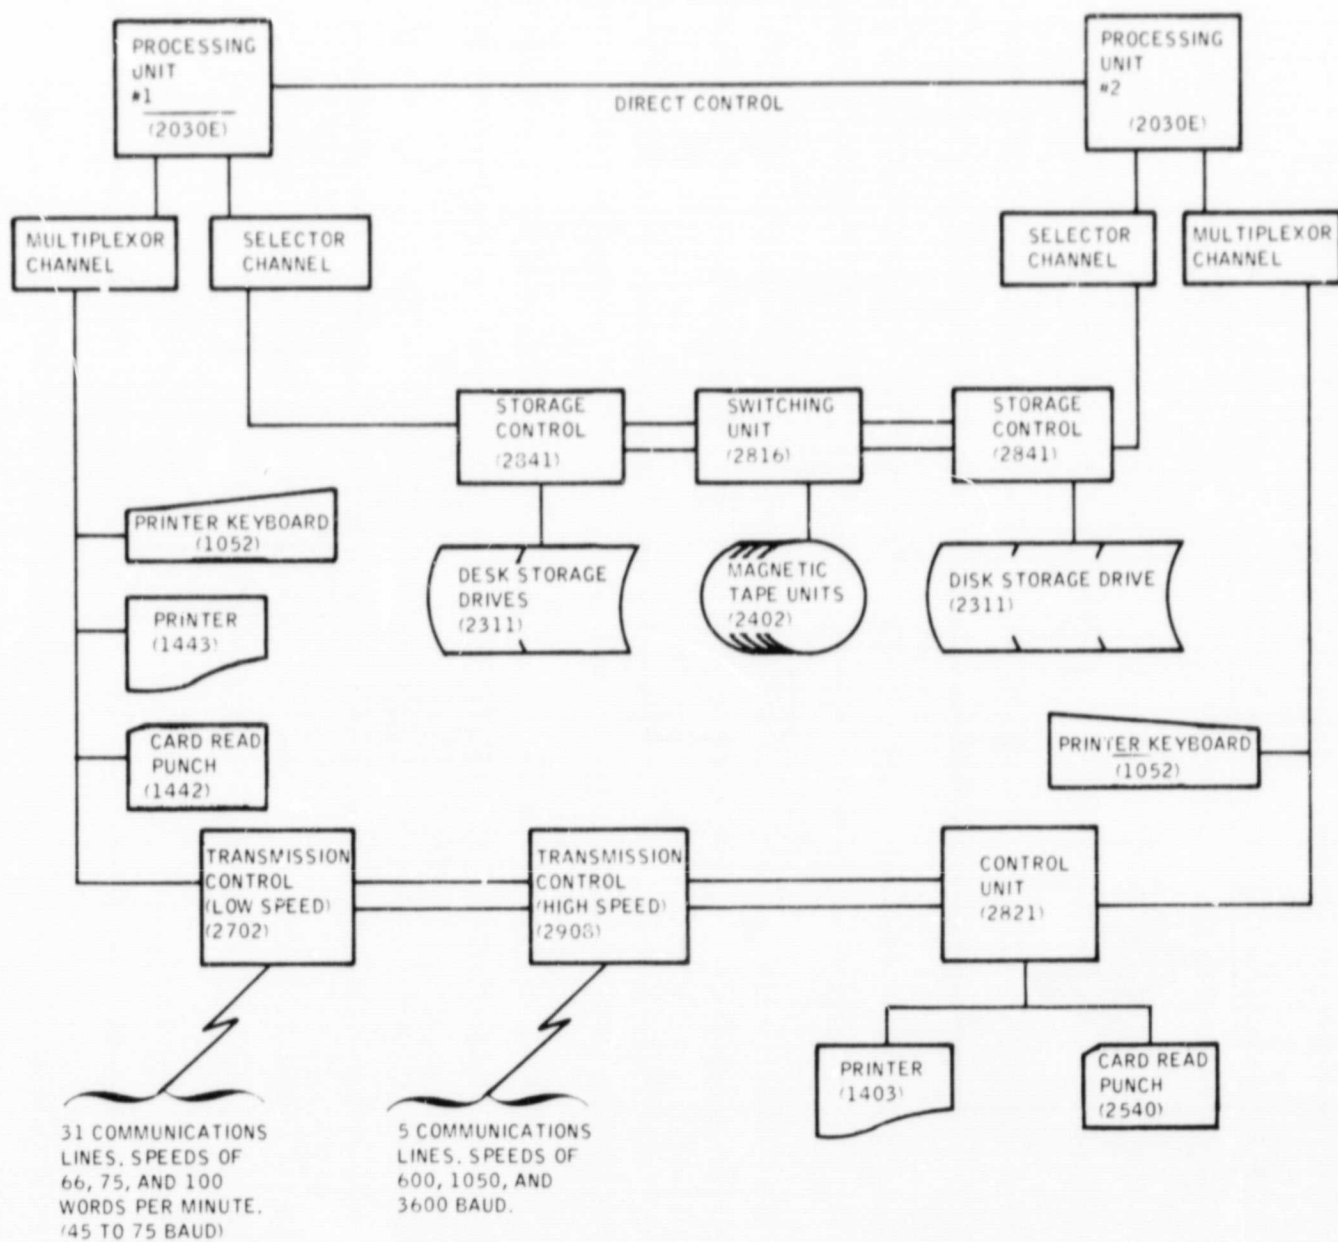 PROCESSING
UNIT
#1
(2030E)
DIRECT CONTROL
PROCESSING
UNIT
#2
(2030E)
MULTIPLEXOR
CHANNEL
SELECTOR
CHANNEL
SELECTOR
CHANNEL
MULTIPLEXOR
CHANNEL
STORAGE
CONTROL
(2841)
SWITCHING
UNIT
(2816)
STORAGE
CONTROL
(2841)
PRINTER KEYBOARD
(1052)
DESK STORAGE
DRIVES
(2311)
MAGNETIC
TAPE UNITS
(2402)
DISK STORAGE DRIVE
(2311)
PRINTER
(1443)
CARD READ
PUNCH
(1442)
PRINTER KEYBOARD
(1052)
TRANSMISSION
CONTROL
(LOW SPEED)
(2702)
TRANSMISSION
CONTROL
(HIGH SPEED)
(2908)
CONTROL
UNIT
(2821)
PRINTER
(1403)
CARD READ
PUNCH
(2540)
31 COMMUNICATIONS
LINES, SPEEDS OF
66, 75, AND 100
WORDS PER MINUTE.
(45 TO 75 BAUD)
5 COMMUNICATIONS
LINES, SPEEDS OF
600, 1050, AND
3600 BAUD.